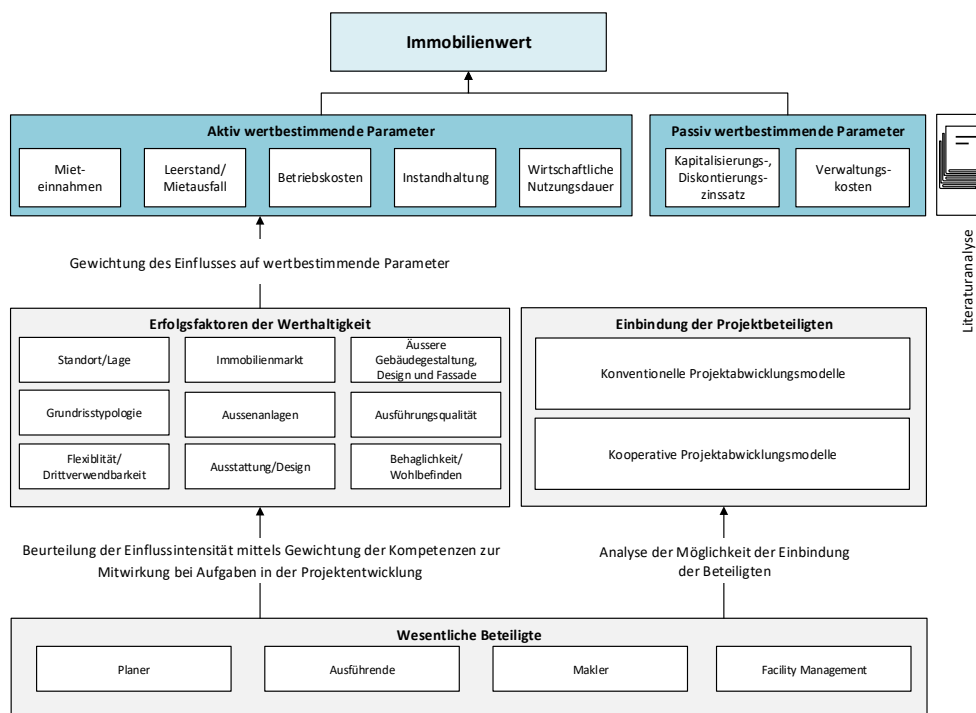 Immobilienwert
Aktiv wertbestimmende Parameter
Miet-
einnahmen
Leerstand/
Mietausfall
Betriebskosten
Instandhaltung
Wirtschaftliche
Nutzungsdauer
Passiv wertbestimmende Parameter
Kapitalisierungs-,
Diskontierungs-
zinssatz
Verwaltungs-
kosten
Literaturanalyse
Gewichtung des Einflusses auf wertbestimmende Parameter
Erfolgsfaktoren der Werthaltigkeit
Standort/Lage
Immobilienmarkt
Äussere
Gebäudegestaltung,
Design und Fassade
Grundrisstypologie
Aussenanlagen
Ausführungsqualität
Flexiblität/
Drittverwendbarkeit
Ausstattung/Design
Behaglichkeit/
Wohlbefinden
Einbindung der Projektbeteiligten
Konventionelle Projektabwicklungsmodelle
Kooperative Projektabwicklungsmodelle
Beurteilung der Einflussintensität mittels Gewichtung der Kompetenzen zur
Mitwirkung bei Aufgaben in der Projektentwicklung
Analyse der Möglichkeit der Einbindung
der Beteiligten
Wesentliche Beteiligte
Planer
Ausführende
Makler
Facility Management